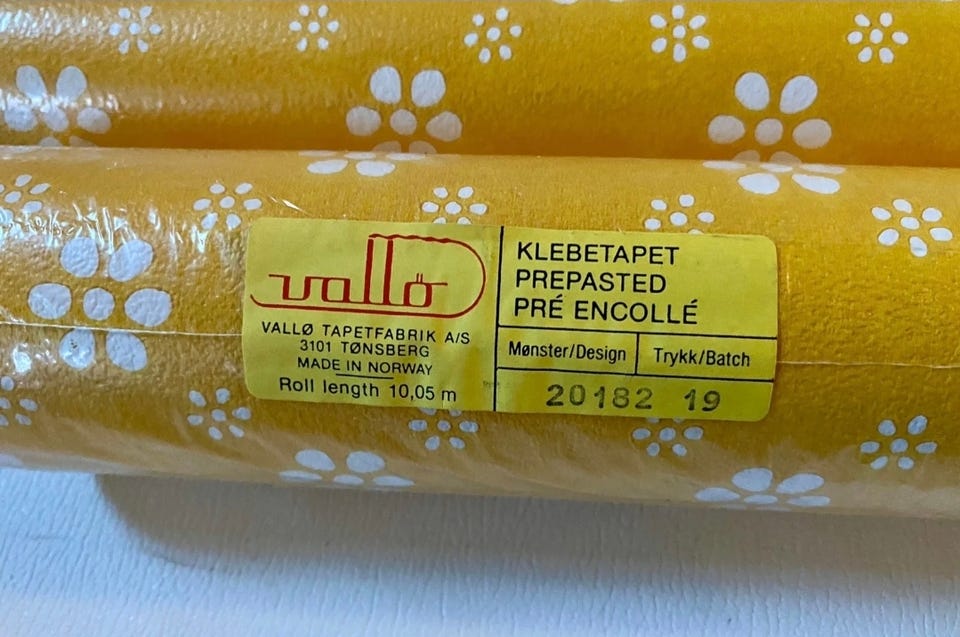 vallö
VALLØ TAPETFABRIK A/S
3101 TØNSBERG
MADE IN NORWAY
Roll length 10,05 m
KLEBETAPET
PREPASTED
PRÉ ENCOLLÉ
Mønster/Design Trykk/Batch
20182 19